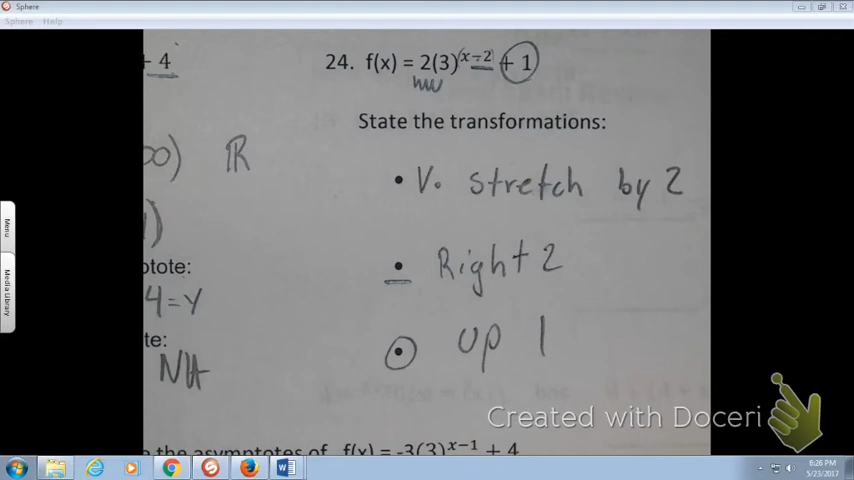 Sphere
Sphere Help
+ 4
24. f(x) = 2(3)^(x-2) + 1
State the transformations:
∞) ℝ
• V. stretch by 2
)
Menu
Media Library
ptote:
• Right 2
4=y
te:
• Up 1
NA
Created with Doceri
e the asymptotes of f(x) = -3(3)^x-1 + 4
6:26 PM
5/23/2017